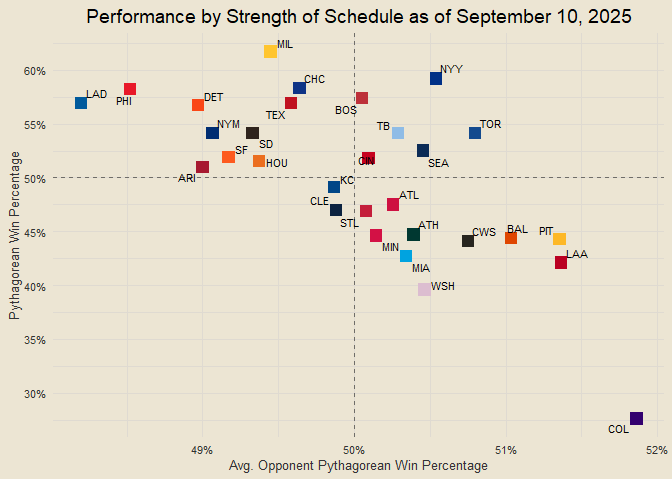 Performance by Strength of Schedule as of September 10, 2025
MIL
NYY
60%
CHC
LAD
PHI
DET
TEX
BOS
55%
NYM
TB
TOR
SD
SF
HOU
CIN
SEA
ARI
50%
KC
CLE
ATL
STL
ATH
CWS
BAL
PIT
45%
MIN
MIA
LAA
40%
WSH
35%
30%
COL
49%
50%
51%
52%
Avg. Opponent Pythagorean Win Percentage
Pythagorean Win Percentage